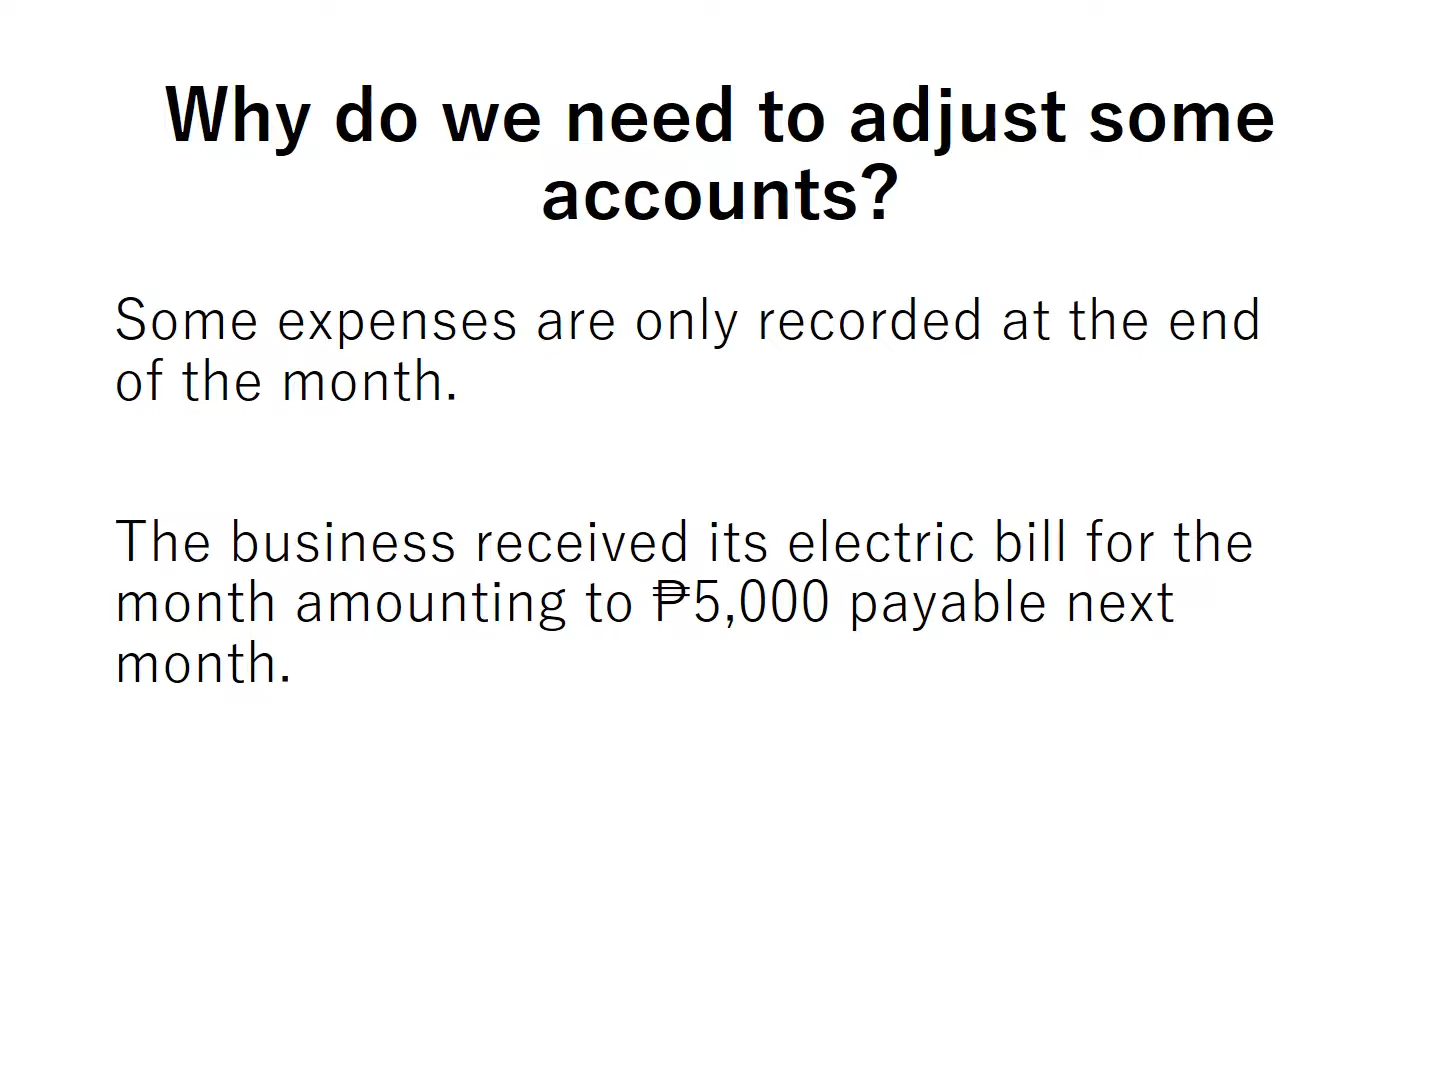 Why do we need to adjust some
accounts?
Some expenses are only recorded at the end
of the month.
The business received its electric bill for the
month amounting to ₱5,000 payable next
month.